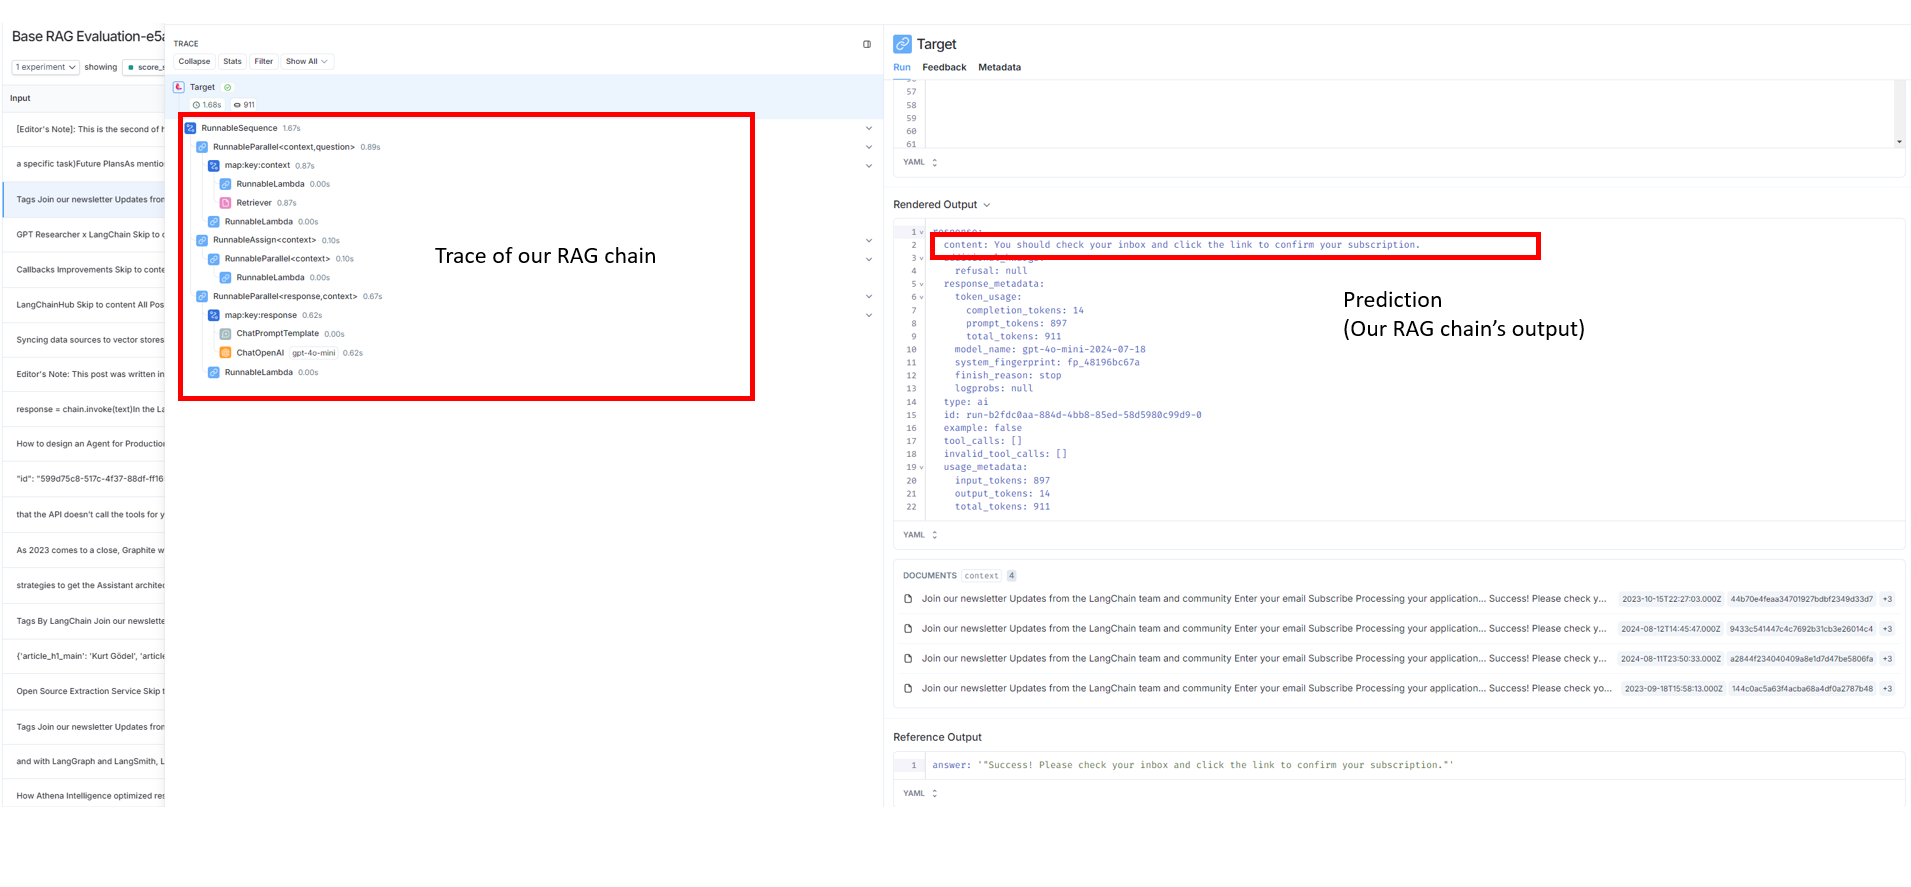 Base RAG Evaluation-e5a
1 experiment
showing
score_s
Input
[Editor's Note]: This is the second of h
a specific task)Future PlansAs mentio
Tags Join our newsletter Updates from
GPT Researcher x LangChain Skip to c
Callbacks Improvements Skip to conte
LangChainHub Skip to content All Pos
Syncing data sources to vector stores
Editor's Note: This post was written in
response = chain.invoke(text)In the La
How to design an Agent for Production
"id": "599d75c8-517c-4f37-88df-ff16
that the API doesn't call the tools for y
As 2023 comes to a close, Graphite w
strategies to get the Assistant architec
Tags By LangChain Join our newslette
{'article_h1_main': 'Kurt Gödel', 'article
Open Source Extraction Service Skip t
Tags Join our newsletter Updates from
and with LangGraph and LangSmith, L
How Athena Intelligence optimized res
TRACE
Collapse Stats Filter Show All
Target
1.68s 911
RunnableSequence 1.67s
RunnableParallel<context,question> 0.89s
map:key:context 0.87s
RunnableLambda 0.00s
Retriever 0.87s
RunnableLambda 0.00s
RunnableAssign<context> 0.10s
RunnableParallel<context> 0.10s
RunnableLambda 0.00s
RunnableParallel<response,context> 0.67s
map:key:response 0.62s
ChatPromptTemplate 0.00s
ChatOpenAI gpt-4o-mini 0.62s
RunnableLambda 0.00s
Trace of our RAG chain
Target
Run Feedback Metadata
57
58
59
60
61
YAML
Rendered Output
1 response:
2 content: You should check your inbox and click the link to confirm your subscription.
3
4 refusal: null
5 response_metadata:
6 token_usage:
7 completion_tokens: 14
8 prompt_tokens: 897
9 total_tokens: 911
10 model_name: gpt-4o-mini-2024-07-18
11 system_fingerprint: fp_48196bc67a
12 finish_reason: stop
13 logprobs: null
14 type: ai
15 id: run-b2fdc0aa-884d-4bb8-85ed-58d5980c99d9-0
16 example: false
17 tool_calls: []
18 invalid_tool_calls: []
19 usage_metadata:
20 input_tokens: 897
21 output_tokens: 14
22 total_tokens: 911
Prediction
(Our RAG chain's output)
YAML
DOCUMENTS context 4
Join our newsletter Updates from the LangChain team and community Enter your email Subscribe Processing your application... Success! Please check y... 2023-10-15T22:27:03.000Z 44b70e4feaa34701927bdbf2349d33d7 +3
Join our newsletter Updates from the LangChain team and community Enter your email Subscribe Processing your application... Success! Please check y... 2024-08-12T14:45:47.000Z 9433c541447c4c7692b31cb3e26014c4 +3
Join our newsletter Updates from the LangChain team and community Enter your email Subscribe Processing your application... Success! Please check y... 2024-08-11T23:50:33.000Z a2844f234040409a8e1d7d47be5806fa +3
Join our newsletter Updates from the LangChain team and community Enter your email Subscribe Processing your application... Success! Please check yo... 2023-09-18T15:58:13.000Z 144c0ac5a63f4acba68a4df0a2787b48 +3
Reference Output
1 answer: '"Success! Please check your inbox and click the link to confirm your subscription."'
YAML